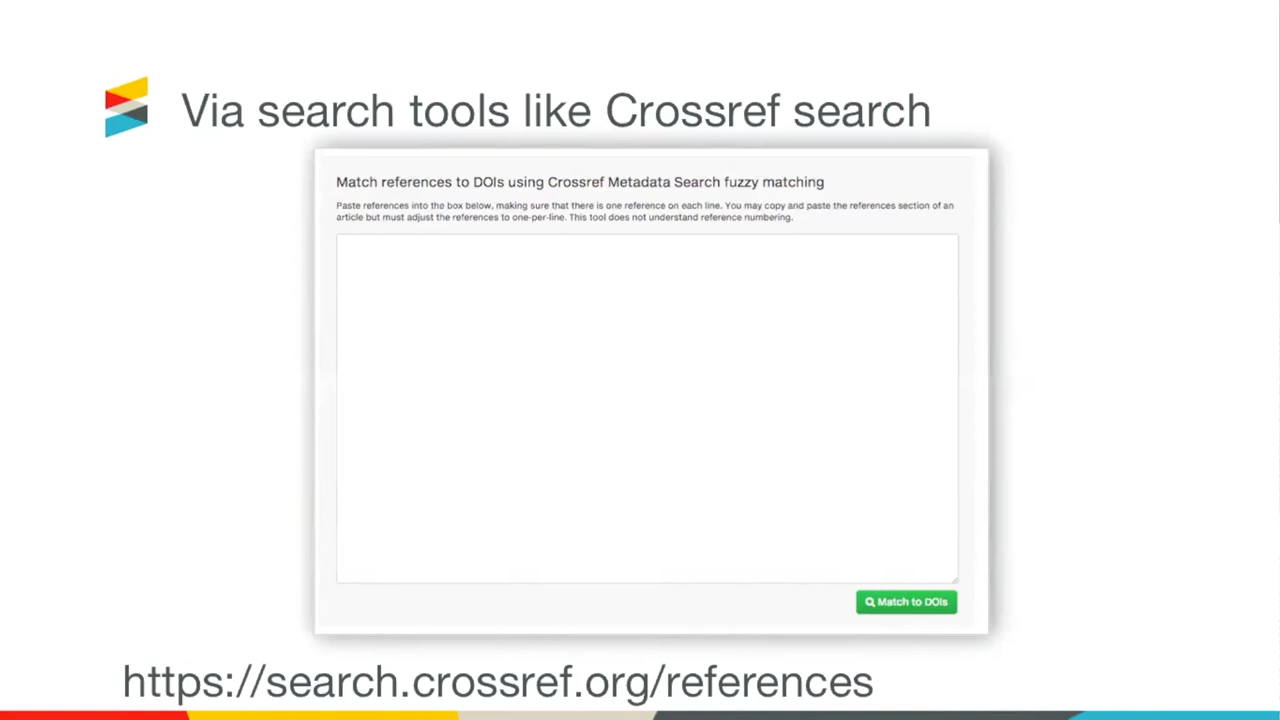 Via search tools like Crossref search
Match references to DOIs using Crossref Metadata Search fuzzy matching
Paste references into the box below, making sure that there is one reference on each line. You may copy and paste the references section of an
article but must adjust the references to one-per-line. This tool does not understand reference numbering.
Match to DOIs
https://search.crossref.org/references